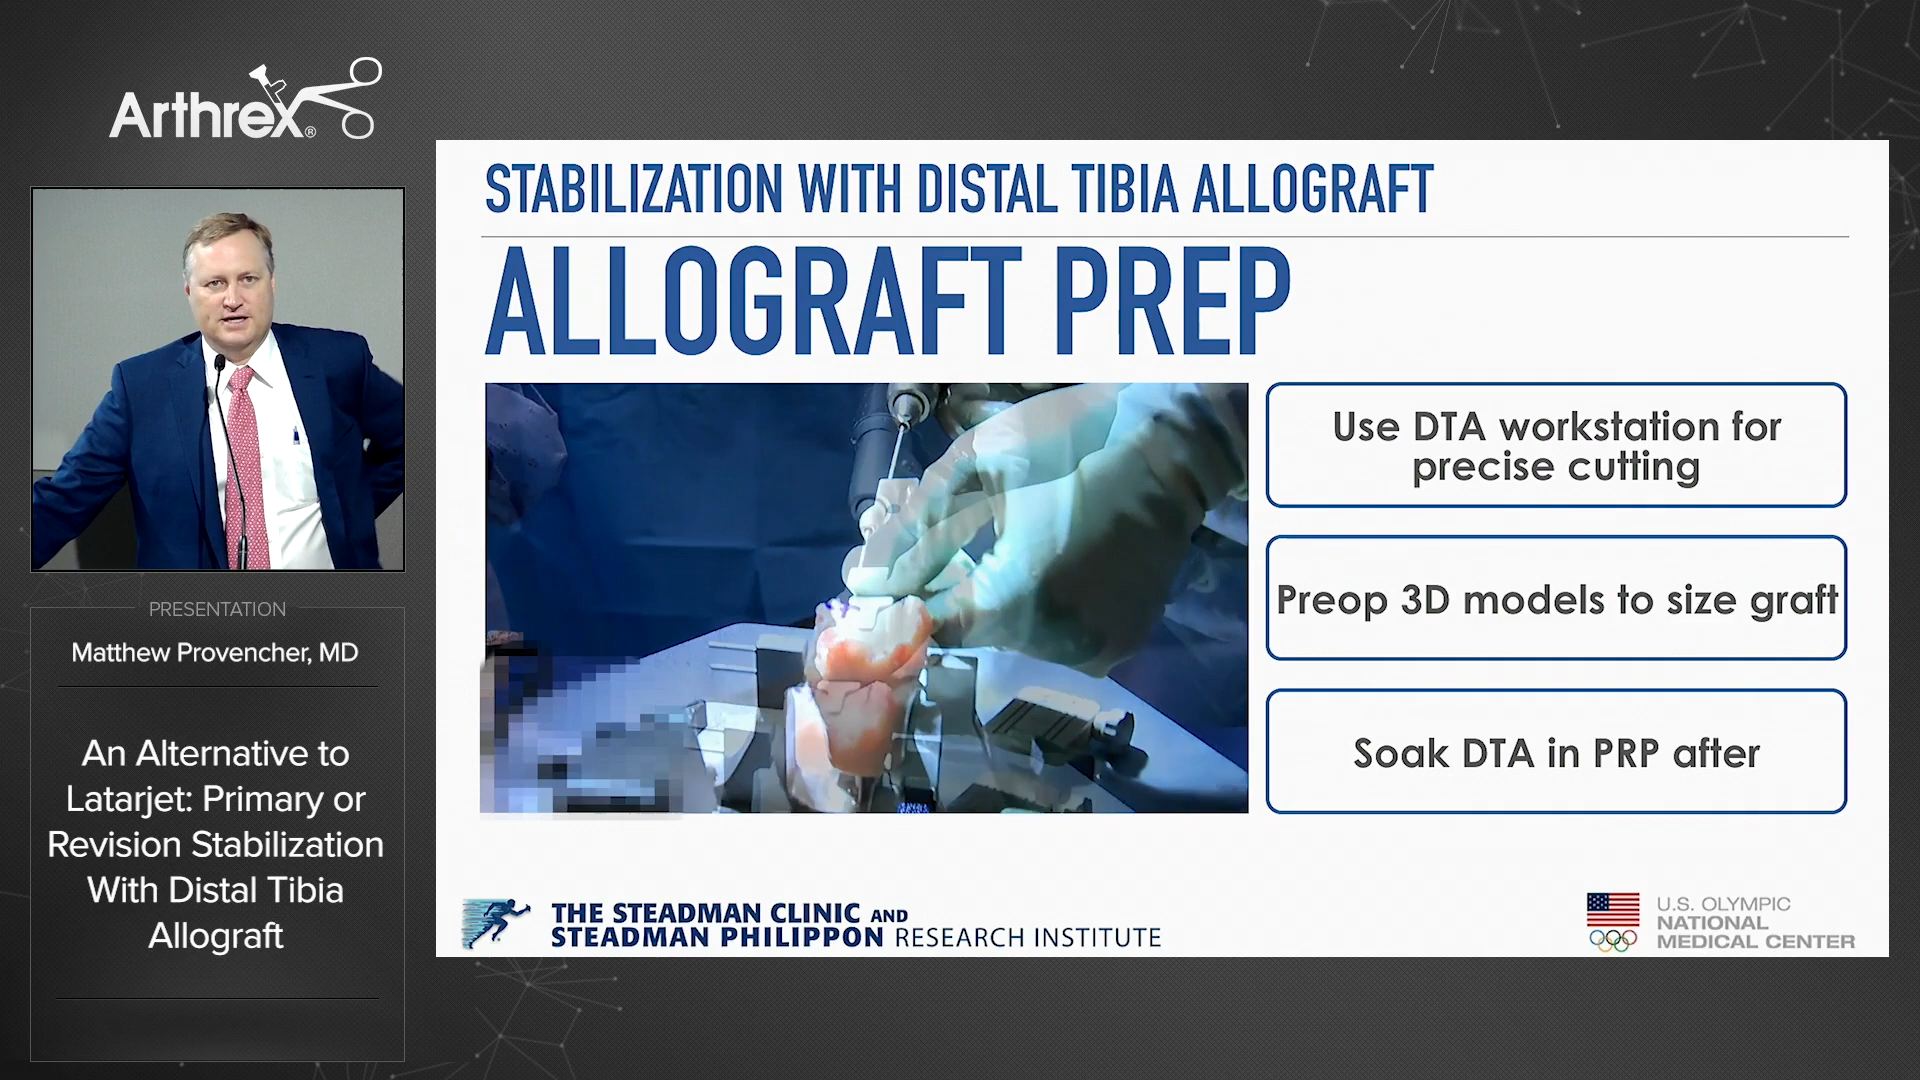 Arthrex®
PRESENTATION
Matthew Provencher, MD
An Alternative to
Latarjet: Primary or
Revision Stabilization
With Distal Tibia
Allograft
STABILIZATION WITH DISTAL TIBIA ALLOGRAFT
ALLOGRAFT PREP
Use DTA workstation for
precise cutting
Preop 3D models to size graft
Soak DTA in PRP after
THE STEADMAN CLINIC AND
STEADMAN PHILIPPON RESEARCH INSTITUTE
U.S. OLYMPIC
NATIONAL
MEDICAL CENTER